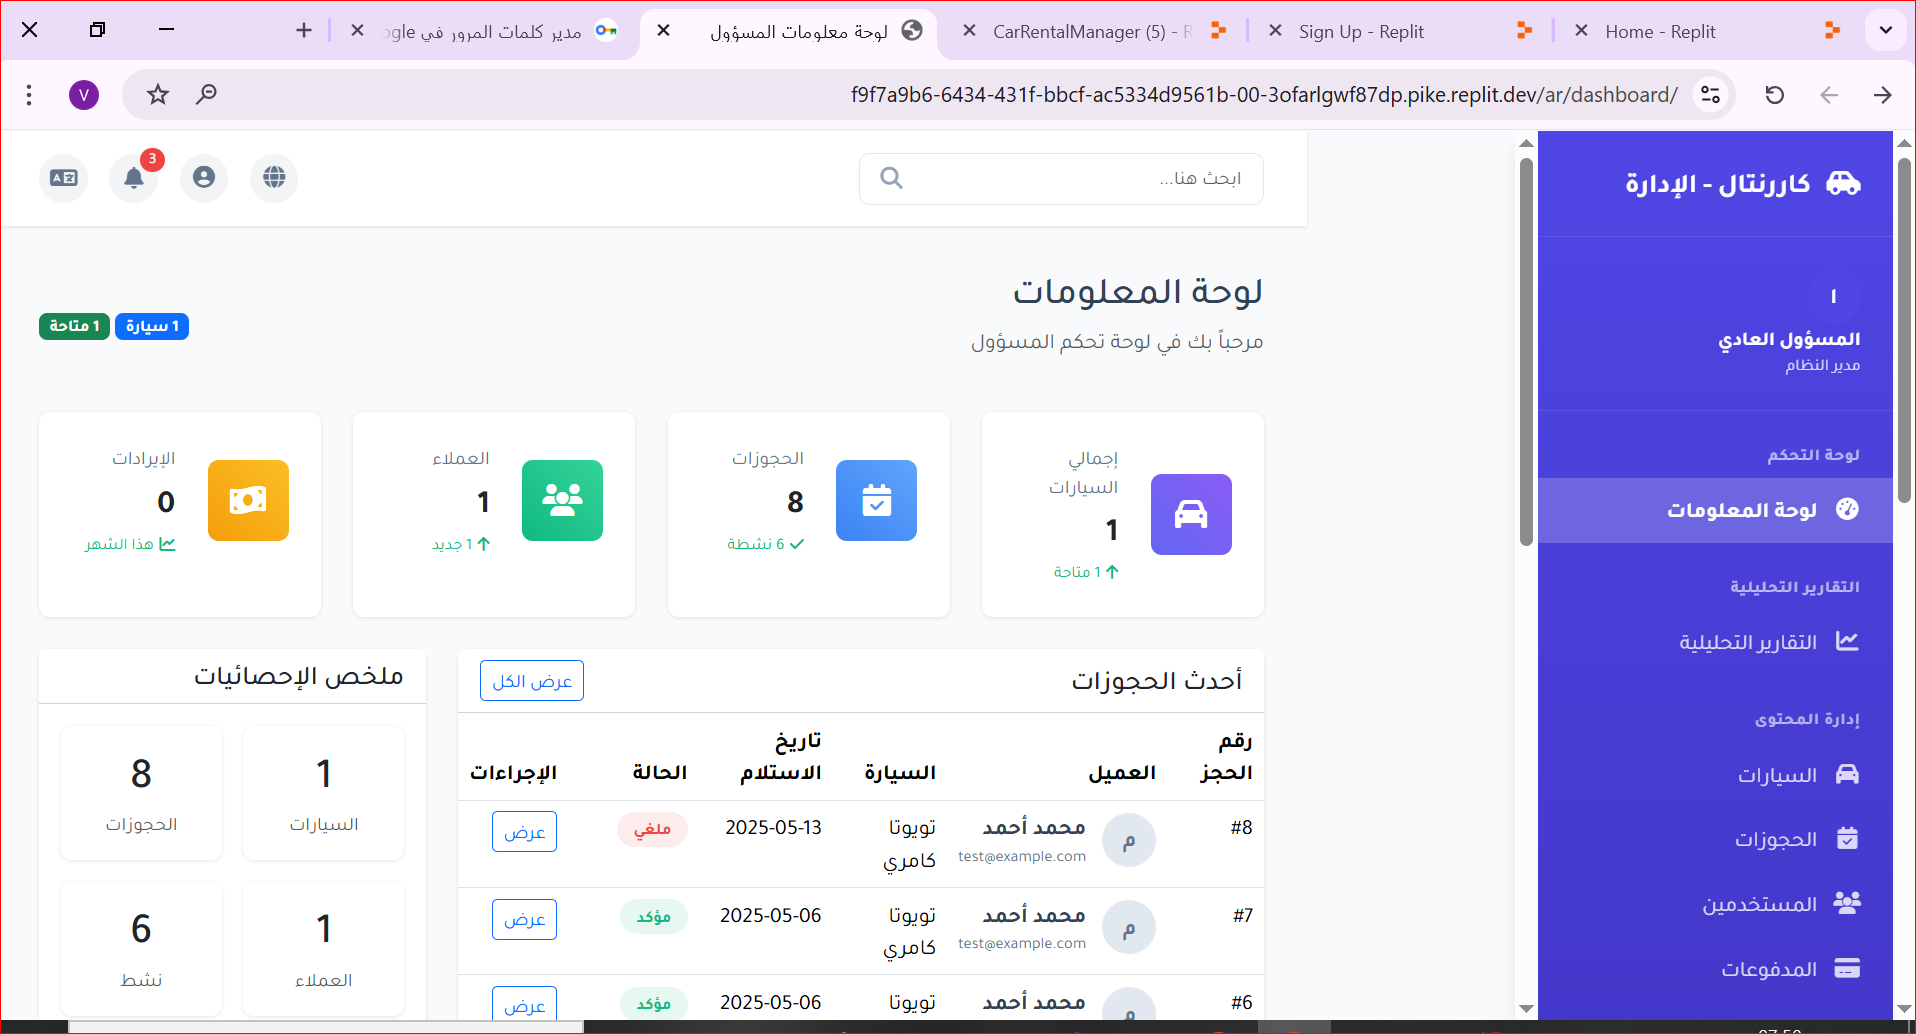 مدير كلمات المرور في
لوحة معلومات المسؤول
CarRentalManager (5) - R
Sign Up - Replit
Home - Replit
V
f9f7a9b6-6434-431f-bbcf-ac5334d9561b-00-3ofarlgwf87dp.pike.replit.dev/ar/dashboard/
كاررنتال - الإدارة
ا
المسؤول العادي
مدير النظام
لوحة التحكم
لوحة المعلومات
التقارير التحليلية
التقارير التحليلية
إدارة المحتوى
السيارات
الحجوزات
المستخدمين
المدفوعات
ابحث هنا...
3
لوحة المعلومات
مرحباً بك في لوحة تحكم المسؤول
1 سيارة
1 متاحة
إجمالي السيارات
1
1 متاحة
الحجوزات
8
6 نشطة
العملاء
1
1 جديد
الإيرادات
0
هذا الشهر
أحدث الحجوزات
عرض الكل
رقم الحجز العميل السيارة تاريخ الاستلام الحالة الإجراءات
#8 م محمد أحمد تويوتا كامري 2025-05-13 ملغي عرض
test@example.com
#7 م محمد أحمد تويوتا كامري 2025-05-06 مؤكد عرض
test@example.com
#6 م محمد أحمد تويوتا 2025-05-06 مؤكد عرض
ملخص الإحصائيات
1
السيارات
8
الحجوزات
1
العملاء
6
نشط